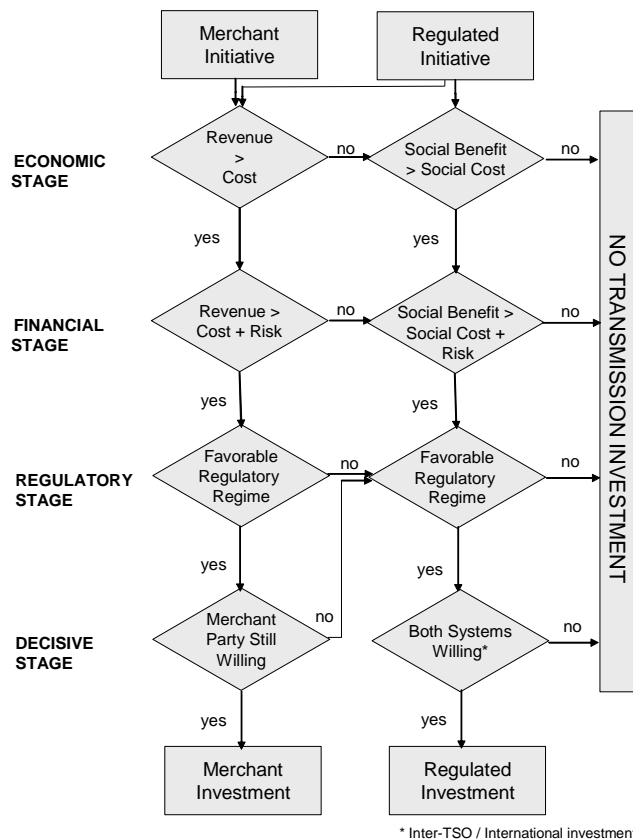 Merchant
Initiative
Regulated
Initiative
ECONOMIC
STAGE
Revenue
>
Cost
no
Social Benefit
> Social Cost
no
yes
yes
FINANCIAL
STAGE
Revenue >
Cost + Risk
no
Social Benefit >
Social Cost +
Risk
no
yes
yes
REGULATORY
STAGE
Favorable
Regulatory
Regime
no
Favorable
Regulatory
Regime
no
yes
yes
DECISIVE
STAGE
Merchant
Party Still
Willing
no
Both Systems
Willing*
no
yes
yes
Merchant
Investment
Regulated
Investment
NO TRANSMISSION INVESTMENT
* Inter-TSO / International investment